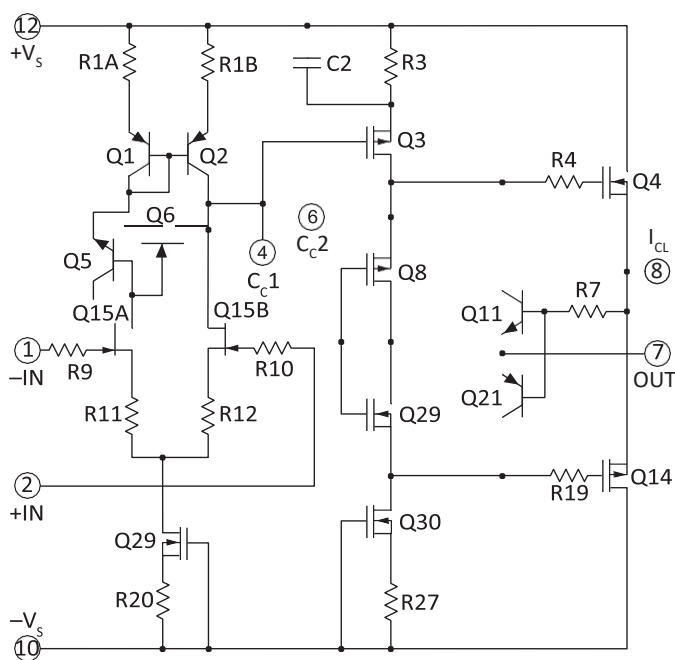 12
+VS
R1A
R1B
C2
R3
Q1
Q2
Q3
R4
Q4
Q6
6
CC2
ICL
Q5
4
CC1
Q8
8
Q15A
Q15B
Q11
R7
1
–IN
R9
R10
7
OUT
Q21
R11
R12
Q29
2
+IN
R19
Q14
Q29
Q30
R20
R27
–VS
10